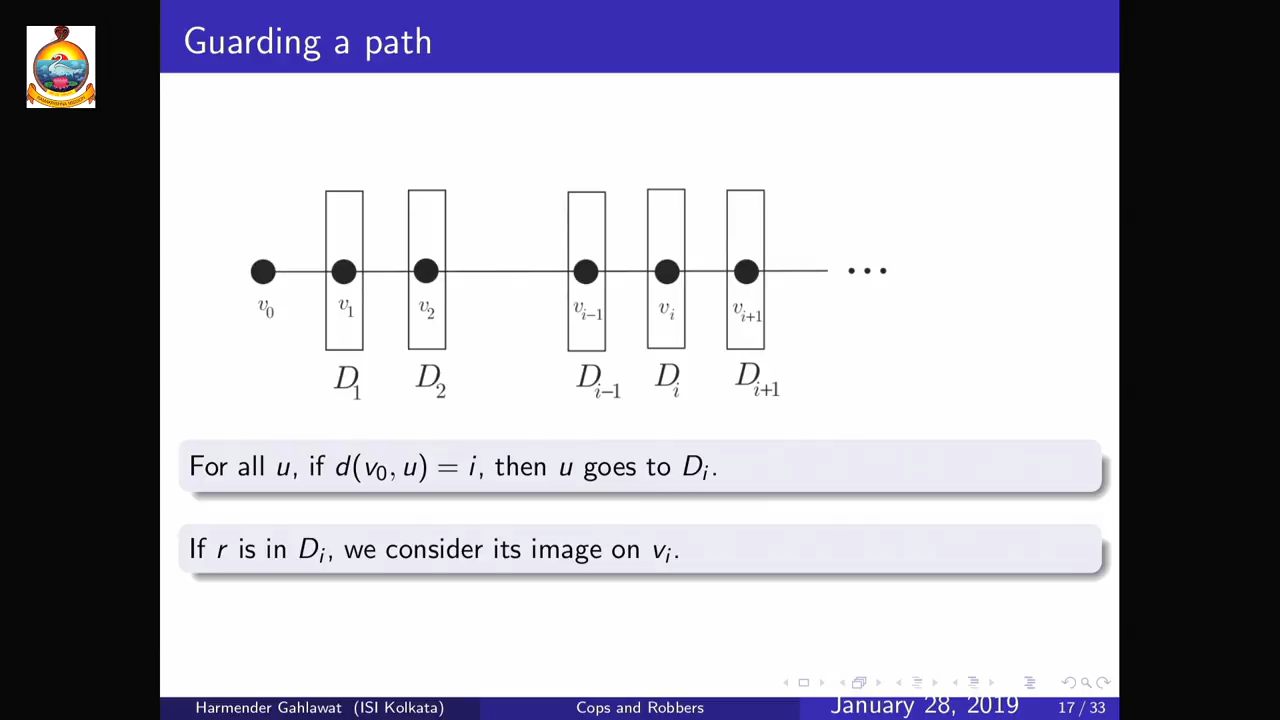 Guarding a path
v0 v1 v2 vi−1 vi vi+1
D1 D2 Di−1 Di Di+1
For all u, if d(v0, u) = i, then u goes to Di.
If r is in Di, we consider its image on vi.
Harmender Gahlawat (ISI Kolkata) Cops and Robbers January 28, 2019 17 / 33